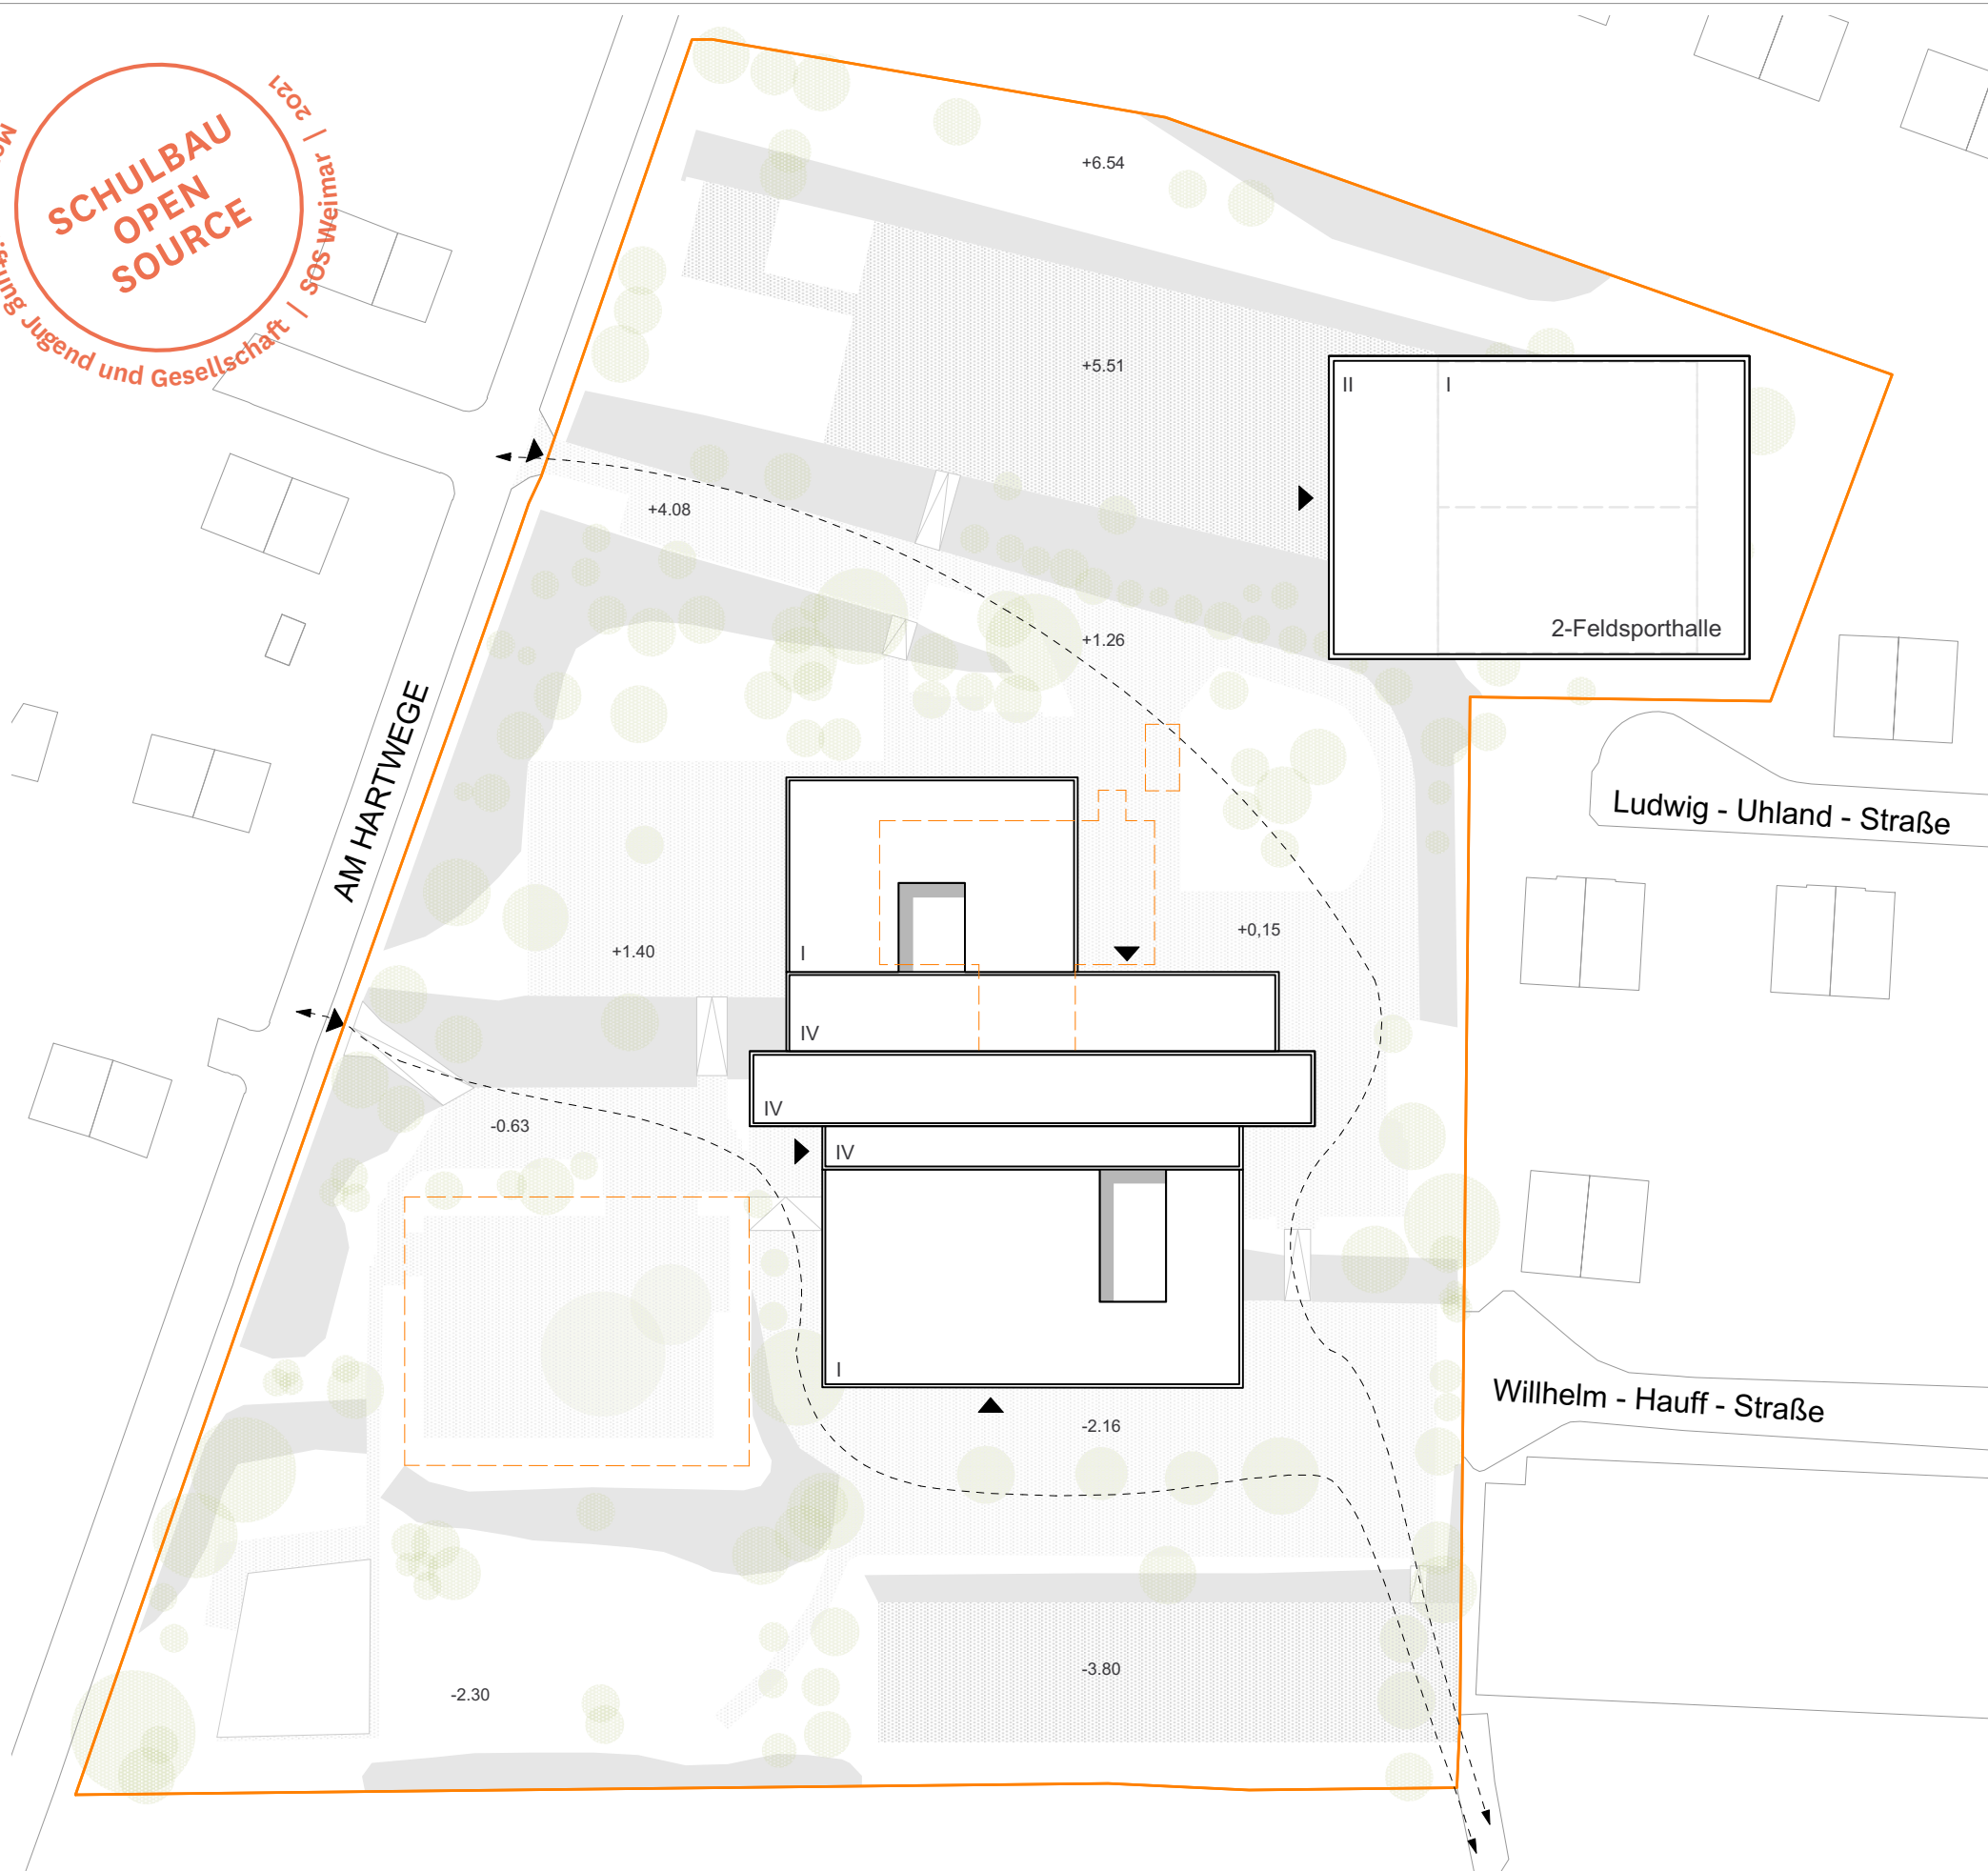 SCHULBAU
OPEN
SOURCE
ftung Jugend und Gesellschaft | SOS Weimar | 2021
+6.54
+5.51
II
I
2-Feldsporthalle
+4.08
+1.26
AM HARTWEGE
Ludwig - Uhland - Straße
+1.40
I
+0,15
IV
IV
-0.63
IV
I
-2.16
Willhelm - Hauff - Straße
-3.80
-2.30